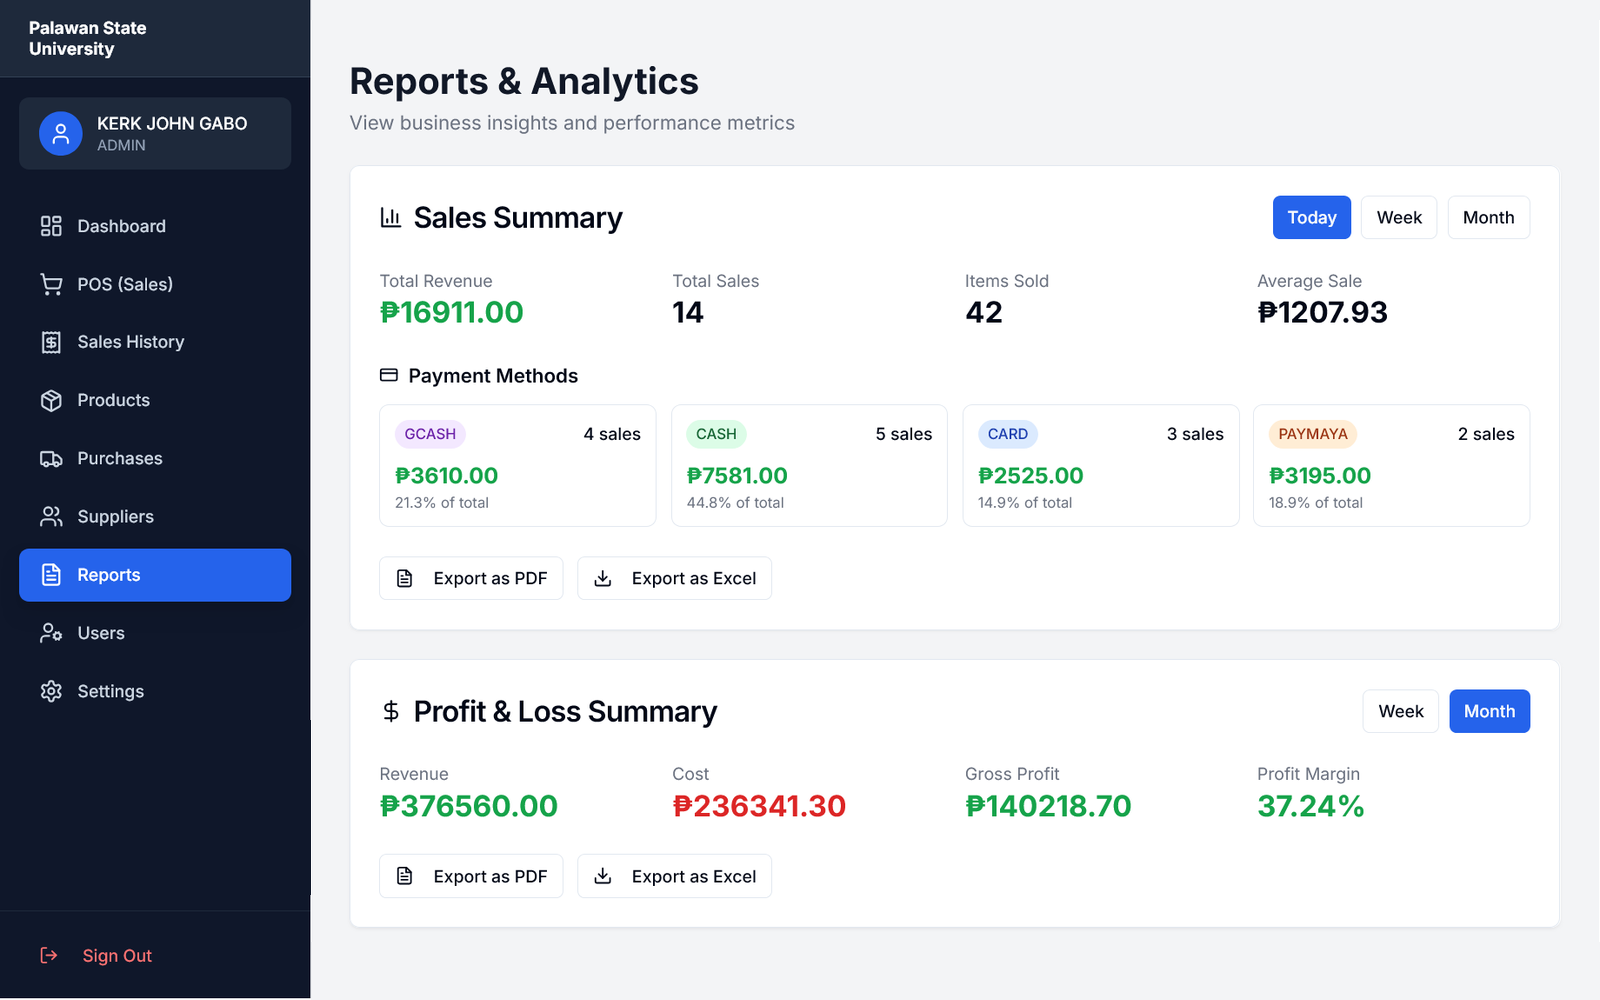 Palawan State
University
KERK JOHN GABO
ADMIN
Dashboard
POS (Sales)
Sales History
Products
Purchases
Suppliers
Reports
Users
Settings
Sign Out
Reports & Analytics
View business insights and performance metrics
Sales Summary
Today Week Month
Total Revenue Total Sales Items Sold Average Sale
₱16911.00 14 42 ₱1207.93
Payment Methods
GCASH 4 sales CASH 5 sales CARD 3 sales PAYMAYA 2 sales
₱3610.00 ₱7581.00 ₱2525.00 ₱3195.00
21.3% of total 44.8% of total 14.9% of total 18.9% of total
Export as PDF Export as Excel
Profit & Loss Summary
Week Month
Revenue Cost Gross Profit Profit Margin
₱376560.00 ₱236341.30 ₱140218.70 37.24%
Export as PDF Export as Excel